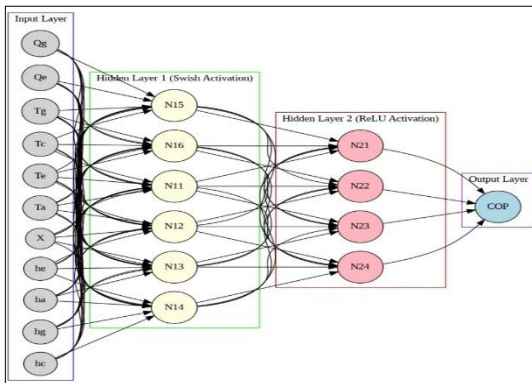 Input Layer
Qg
Qe
Tg
Tc
Te
Ta
X
he
ha
hg
hc
Hidden Layer 1 (Swish Activation)
N15
N16
N11
N12
N13
N14
Hidden Layer 2 (ReLU Activation)
N21
N22
N23
N24
Output Layer
COP